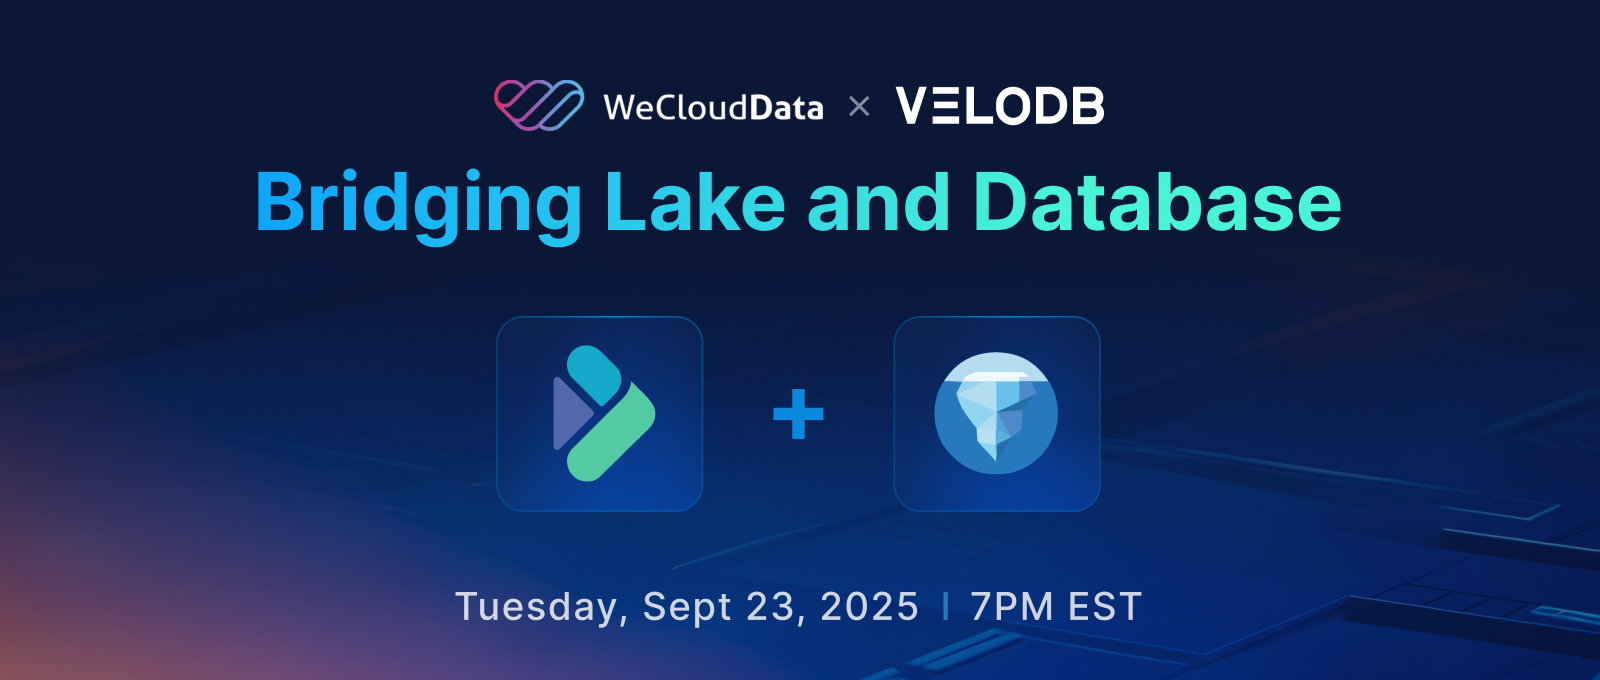 WeCloudData × VELODB
Bridging Lake and Database
Tuesday, Sept 23, 2025 | 7PM EST